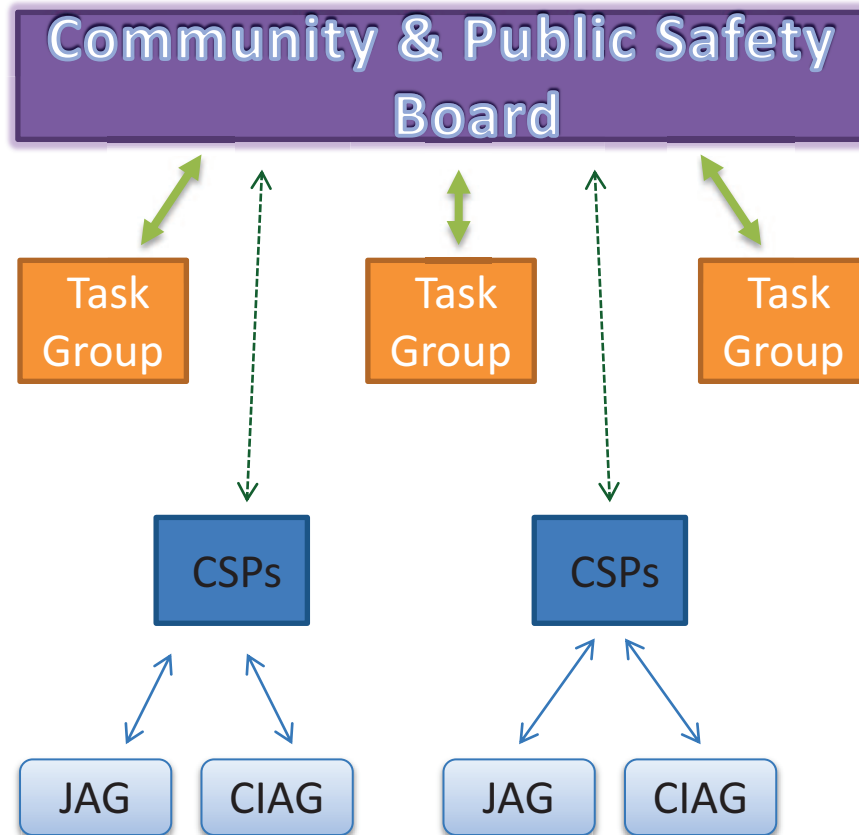 Community & Public Safety
Board
Task Task Task
Group Group Group
CSPs CSPs
JAG CIAG JAG CIAG